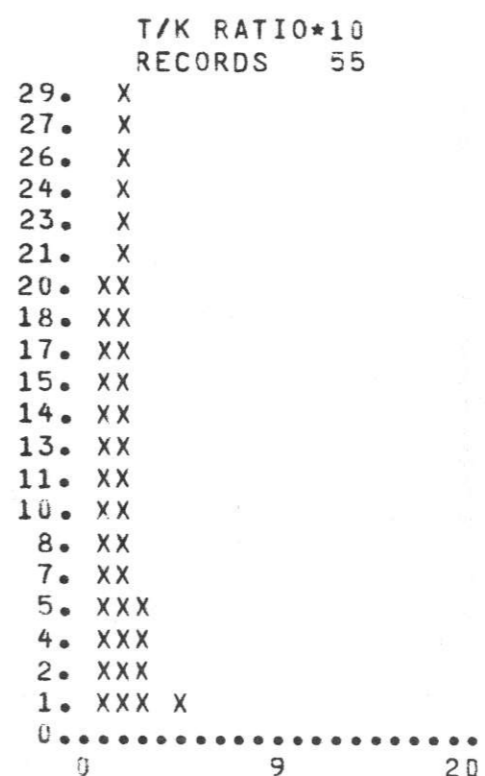 T/K RATIO*10
RECORDS 55
29. X
27. X
26. X
24. X
23. X
21. X
20. XX
18. XX
17. XX
15. XX
14. XX
13. XX
11. XX
10. XX
8. XX
7. XX
5. XXX
4. XXX
2. XXX
1. XXX X
0.....................
0 9 20